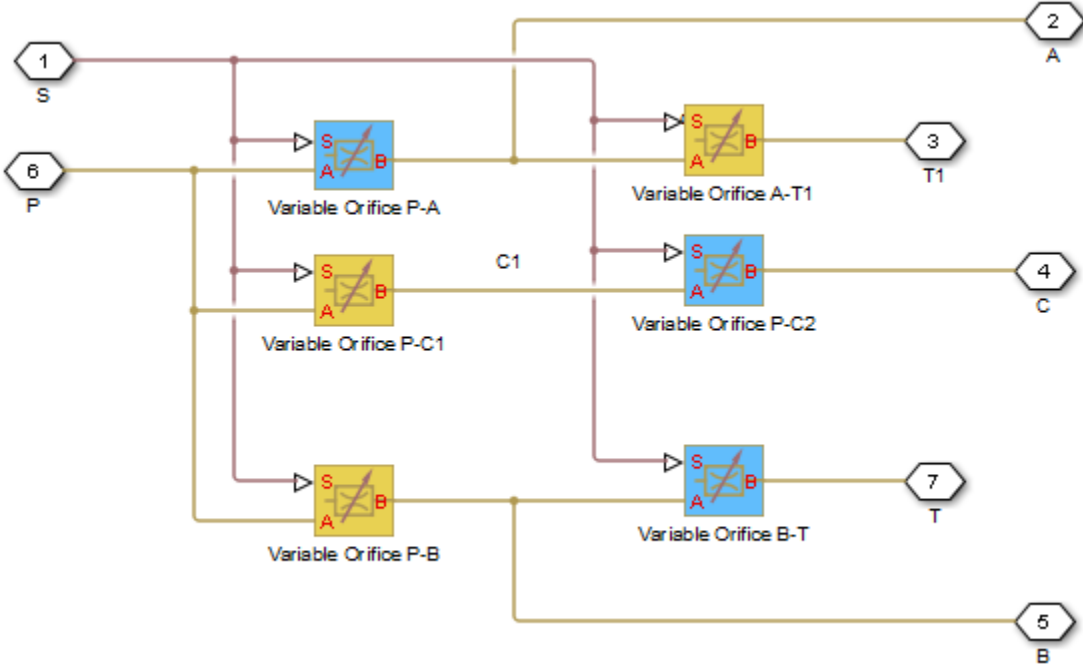 2
A
1
S
S
B
A
Variable Orifice P-A
S
B
A
Variable Orifice A-T1
3
T1
6
P
S
B
A
Variable Orifice P-C1
C1
S
B
A
Variable Orifice P-C2
4
C
S
B
A
Variable Orifice P-B
S
B
A
Variable Orifice B-T
7
T
5
B